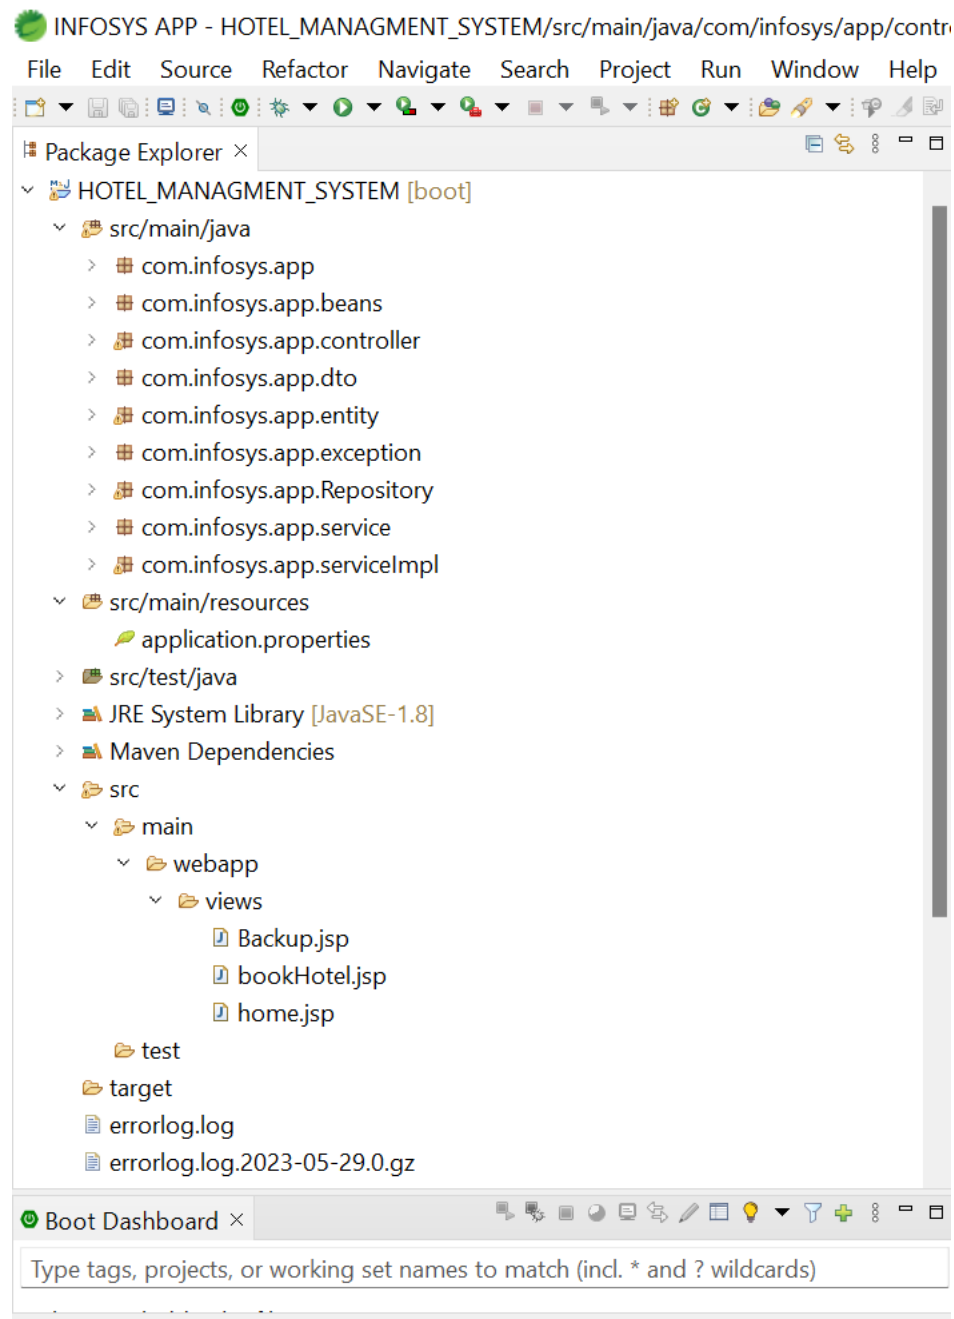 INFOSYS APP - HOTEL_MANAGMENT_SYSTEM/src/main/java/com/infosys/app/contr
File Edit Source Refactor Navigate Search Project Run Window Help
Package Explorer
HOTEL_MANAGMENT_SYSTEM [boot]
src/main/java
com.infosys.app
com.infosys.app.beans
com.infosys.app.controller
com.infosys.app.dto
com.infosys.app.entity
com.infosys.app.exception
com.infosys.app.Repository
com.infosys.app.service
com.infosys.app.serviceImpl
src/main/resources
application.properties
src/test/java
JRE System Library [JavaSE-1.8]
Maven Dependencies
src
main
webapp
views
Backup.jsp
bookHotel.jsp
home.jsp
test
target
errorlog.log
errorlog.log.2023-05-29.0.gz
Boot Dashboard
Type tags, projects, or working set names to match (incl. * and ? wildcards)